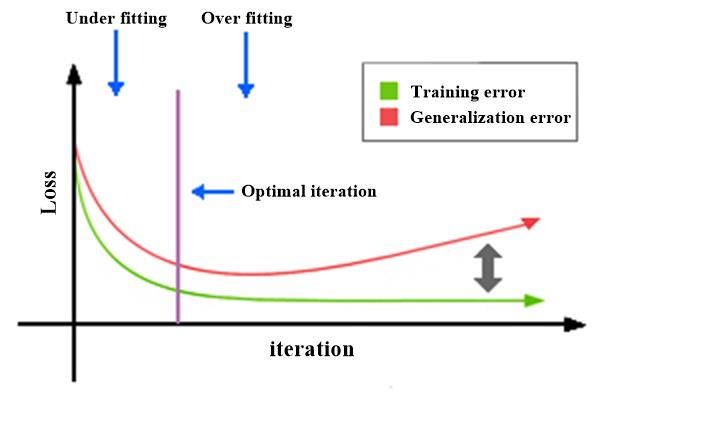 Under fitting
Over fitting
Training error
Generalization error
Loss
Optimal iteration
iteration